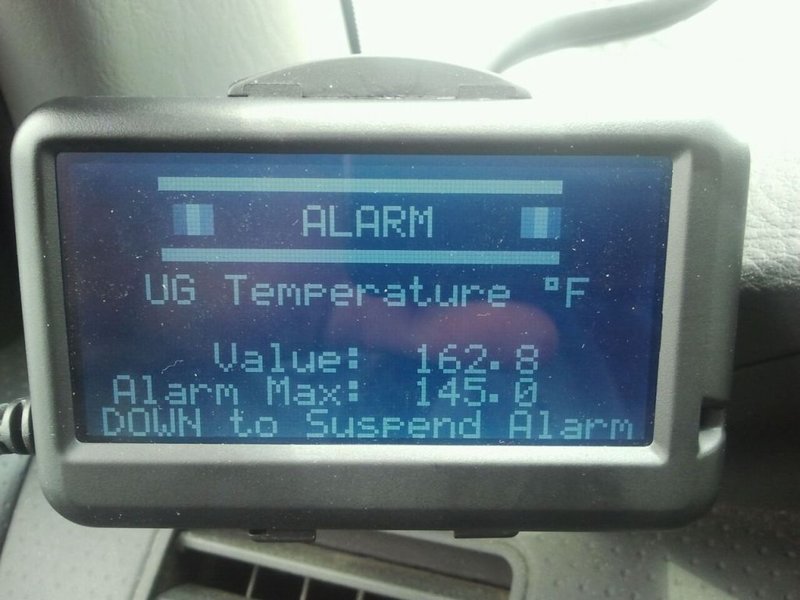 ALARM
UG Temperature °F
Value: 162.8
Alarm Max: 145.0
DOWN to Suspend Alarm